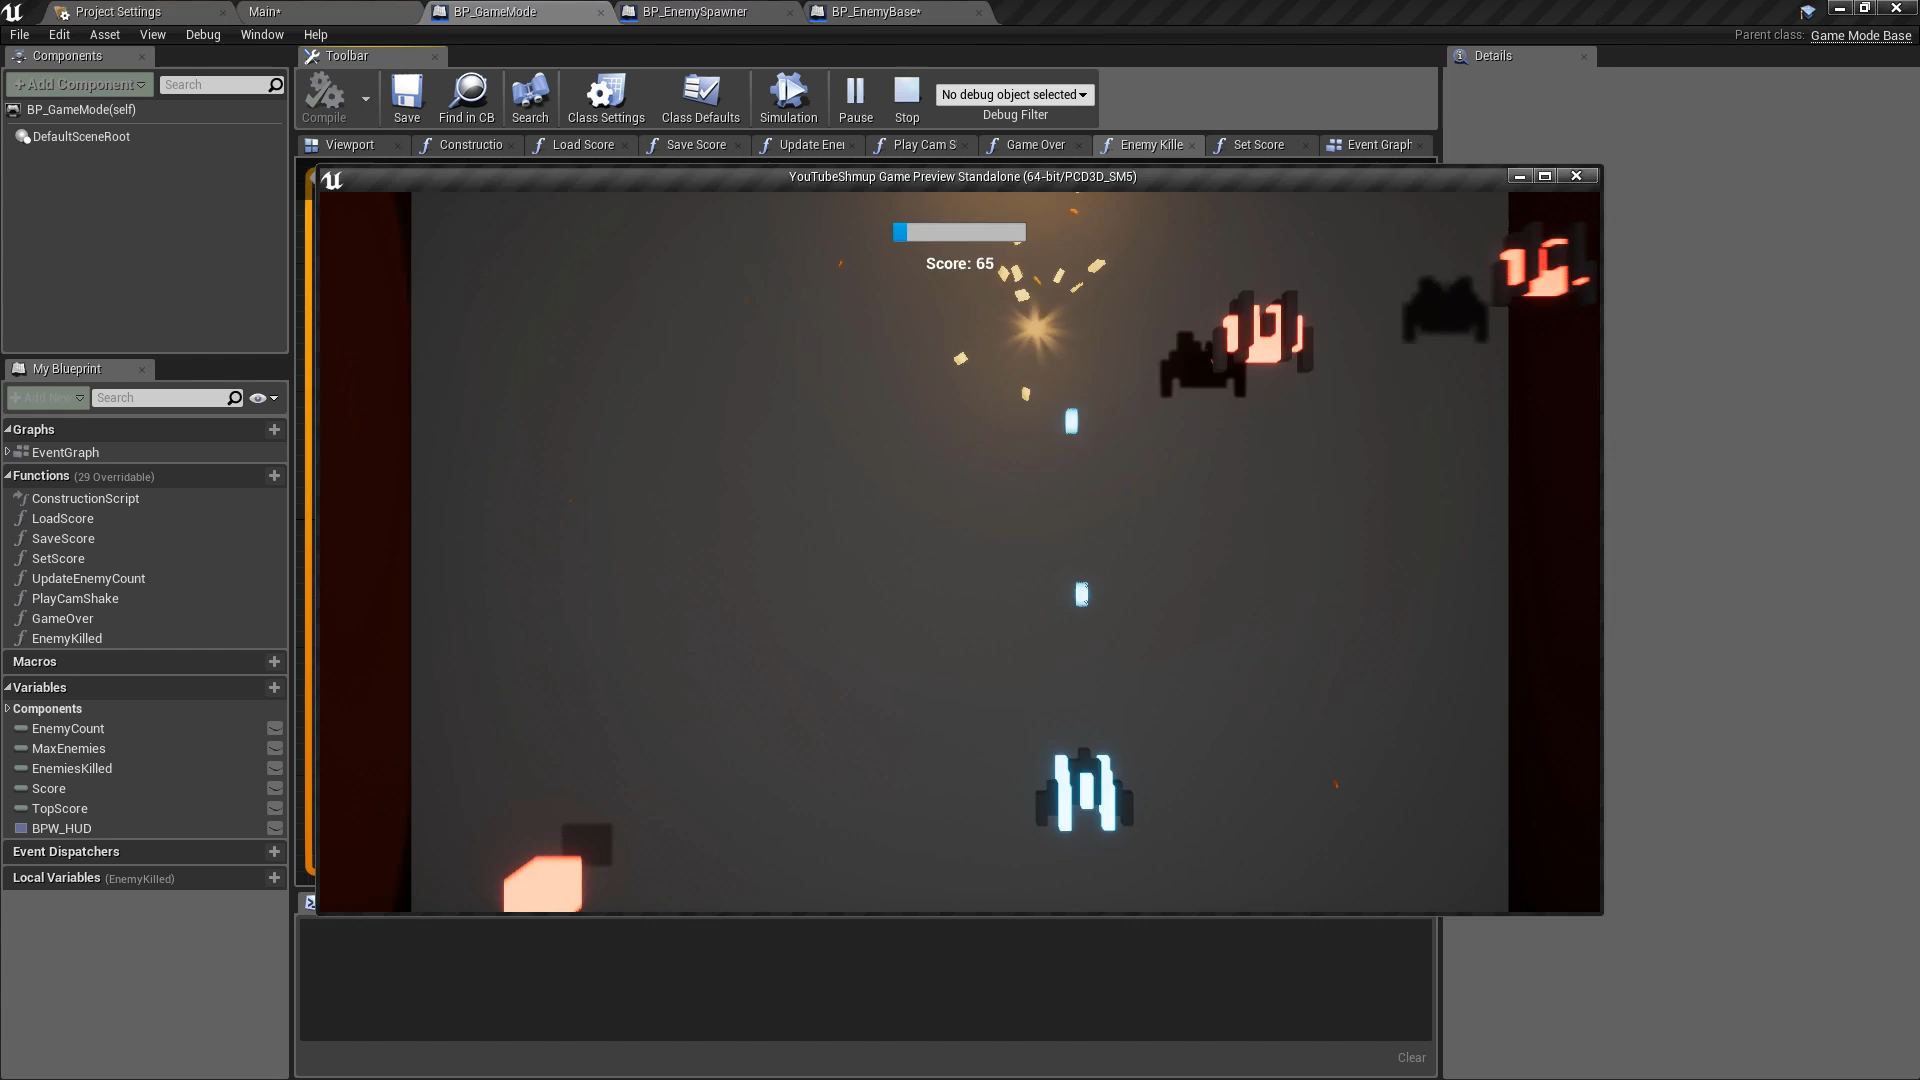 Project Settings
Main*
BP_GameMode
BP_EnemySpawner
BP_EnemyBase*
File Edit Asset View Debug Window Help
Parent class: Game Mode Base
Components
Toolbar
Details
Add Component
Search
BP_GameMode(self)
DefaultSceneRoot
Compile
Save
Find in CB
Search
Class Settings
Class Defaults
Simulation
Pause
Stop
No debug object selected
Debug Filter
Viewport
Constructio
Load Score
Save Score
Update Ener
Play Cam S
Game Over
Enemy Kille
Set Score
Event Graph
YouTubeShmup Game Preview Standalone (64-bit/PCD3D_SM5)
Score: 65
My Blueprint
Add New
Search
Graphs
EventGraph
Functions (29 Overridable)
ConstructionScript
LoadScore
SaveScore
SetScore
UpdateEnemyCount
PlayCamShake
GameOver
EnemyKilled
Macros
Variables
Components
EnemyCount
MaxEnemies
EnemiesKilled
Score
TopScore
BPW_HUD
Event Dispatchers
Local Variables (EnemyKilled)
Clear